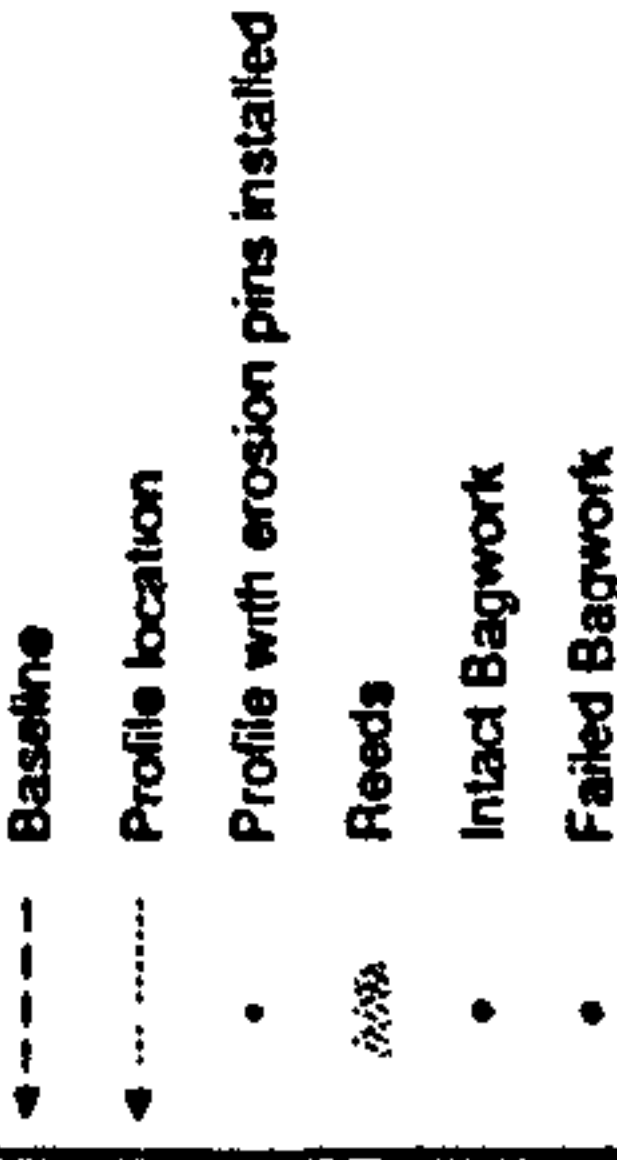 Baseline
Profile location
Profile with erosion pins installed
Reeds
Intact Bagwork
Failed Bagwork